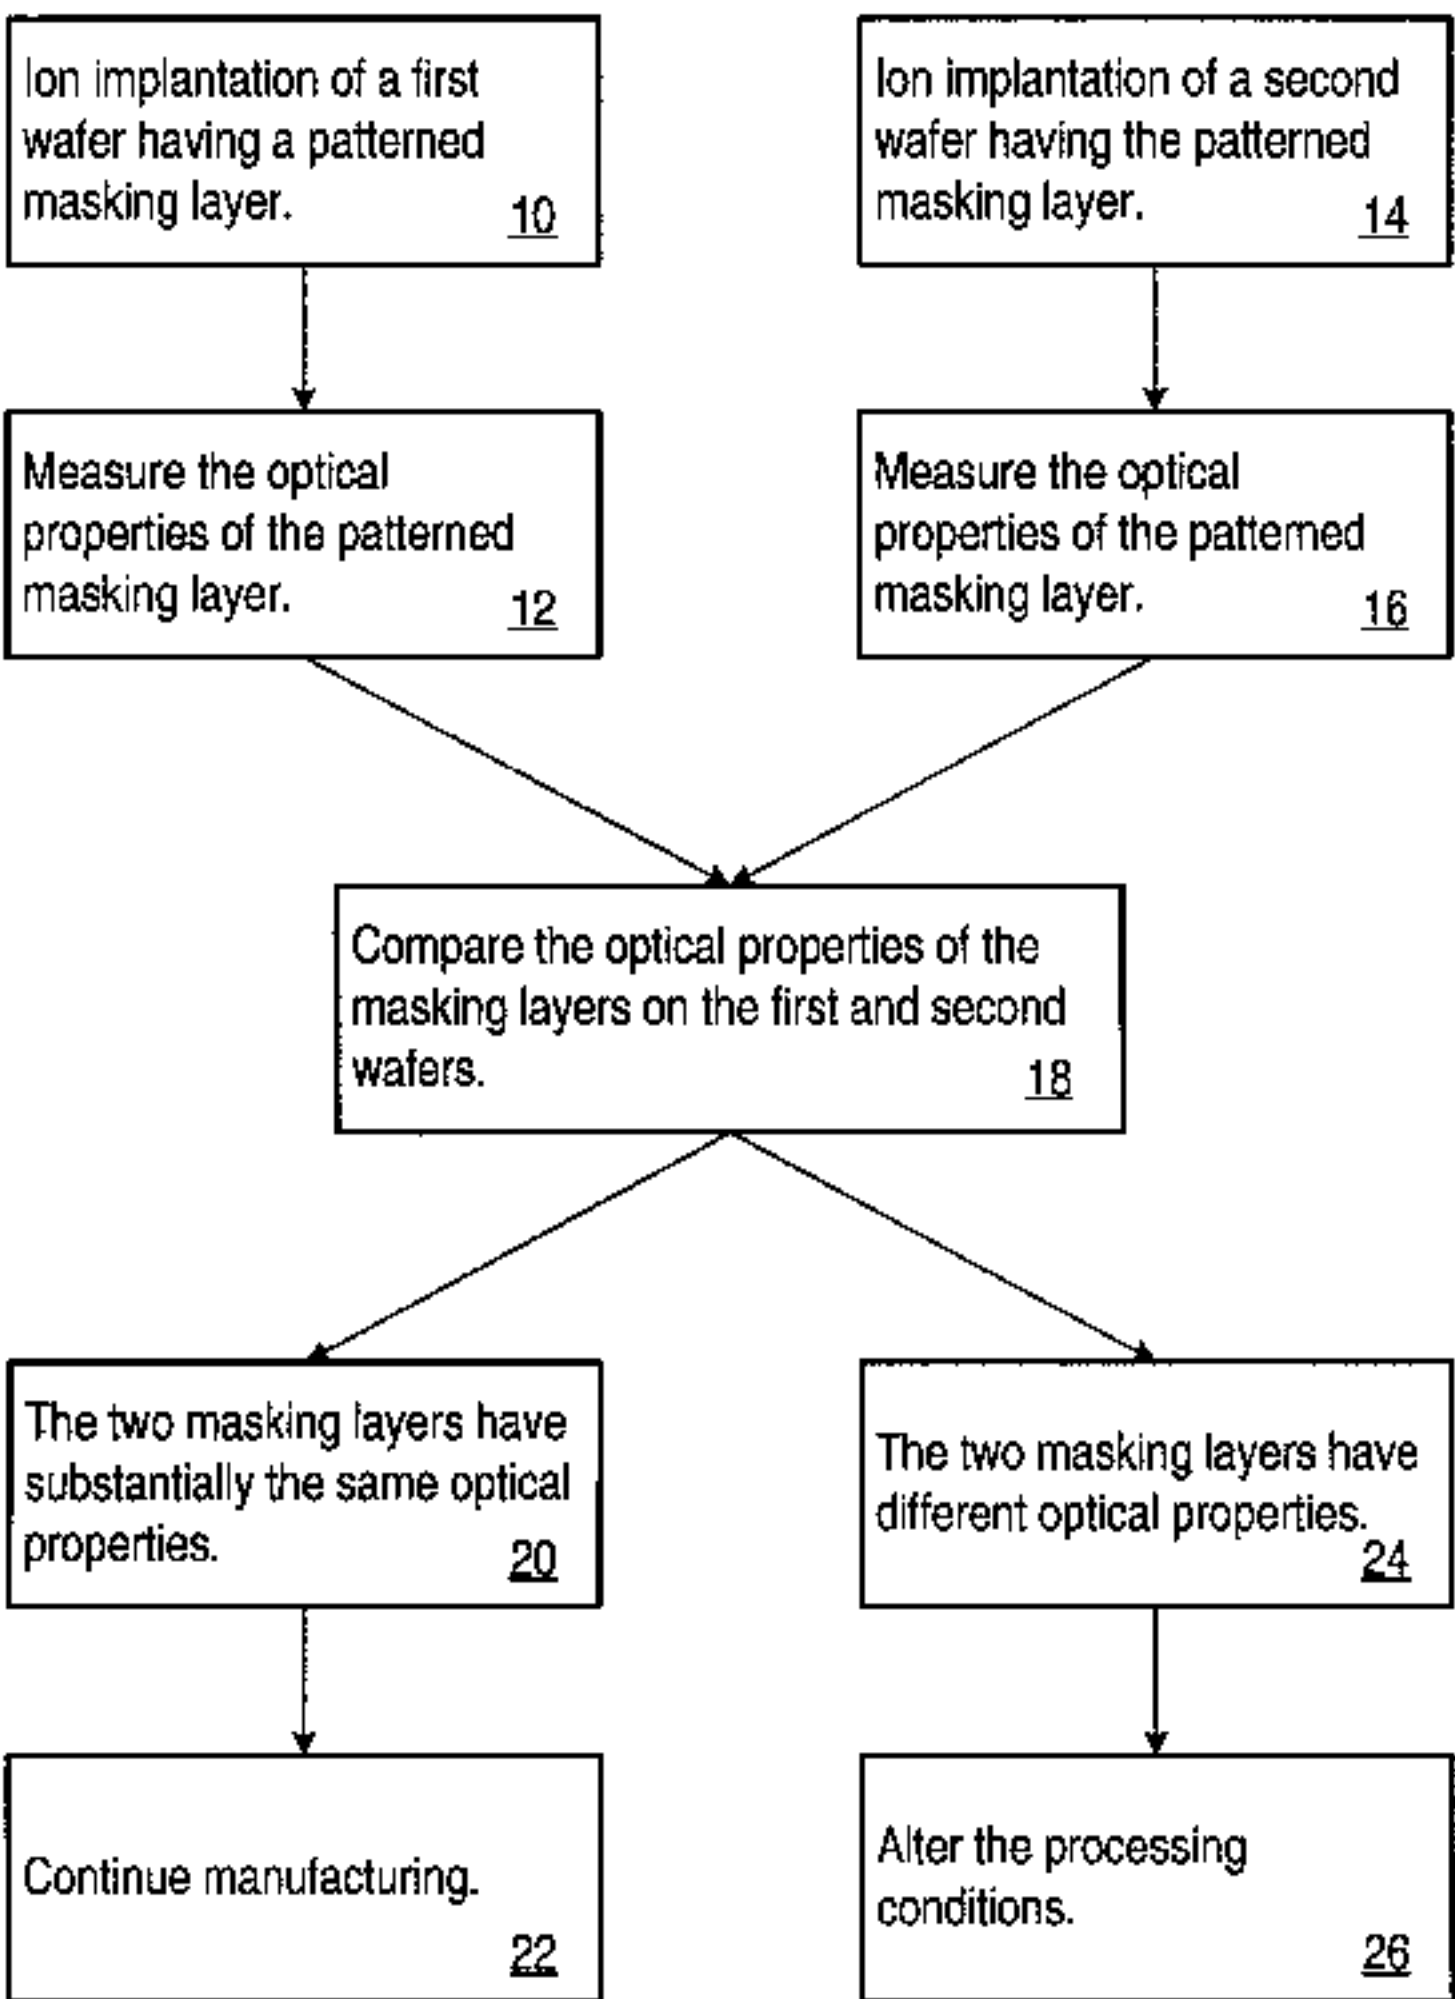 Ion implantation of a first
wafer having a patterned
masking layer.
10
Ion implantation of a second
wafer having the patterned
masking layer.
14
Measure the optical
properties of the patterned
masking layer.
12
Measure the optical
properties of the patterned
masking layer.
16
Compare the optical properties of the
masking layers on the first and second
wafers.
18
The two masking layers have
substantially the same optical
properties.
20
The two masking layers have
different optical properties.
24
Continue manufacturing.
22
Alter the processing
conditions.
26